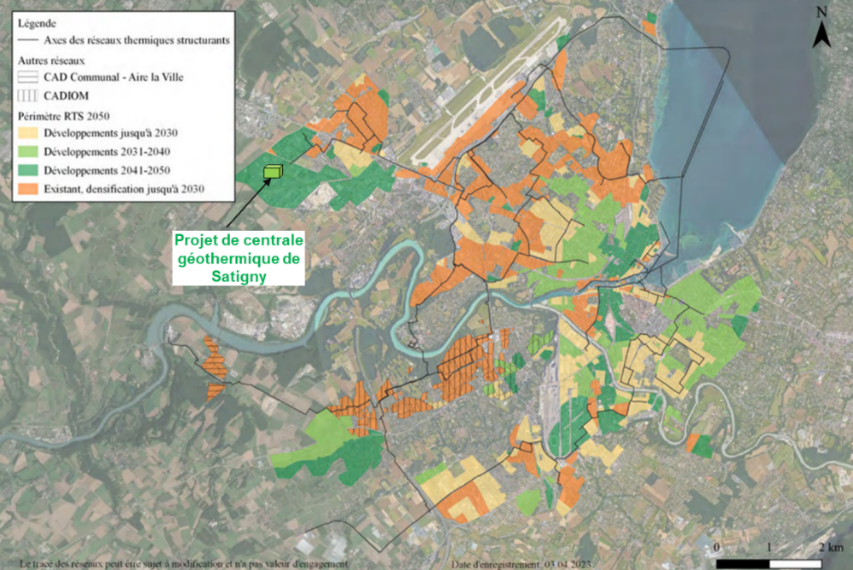 Légende
Axes des réseaux thermiques structurants
Autres réseaux
CAD Communal - Aire la Ville
CADIOM
Périmètre RTS 2050
Développements jusqu'à 2030
Développements 2031-2040
Développements 2041-2050
Existant, densification jusqu'à 2030
N
Projet de centrale
géothermique de
Satigny
0 1 2 km
Le tracé des réseaux peut être sujet à modification et n'a pas valeur d'engagement.
Date d'enregistrement: 03.04.2023